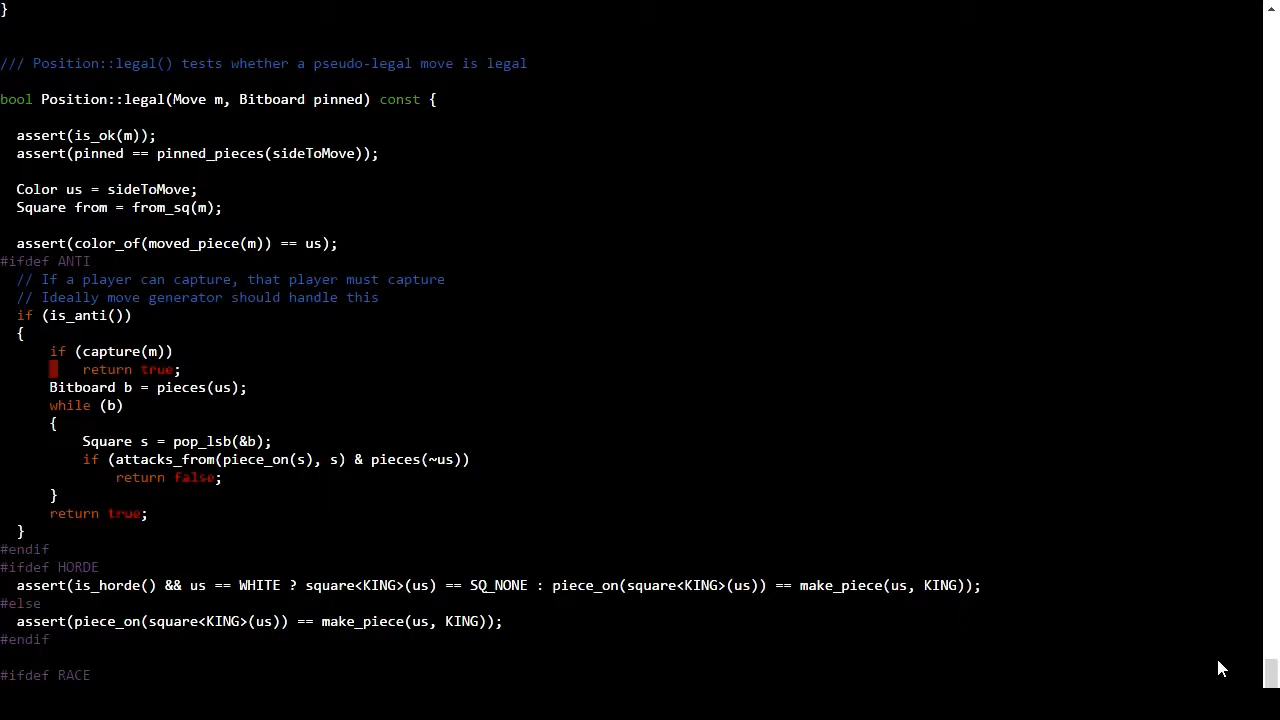 }
/// Position::legal() tests whether a pseudo-legal move is legal
bool Position::legal(Move m, Bitboard pinned) const {
assert(is_ok(m));
assert(pinned == pinned_pieces(sideToMove));
Color us = sideToMove;
Square from = from_sq(m);
assert(color_of(moved_piece(m)) == us);
#ifdef ANTI
// If a player can capture, that player must capture
// Ideally move generator should handle this
if (is_anti())
{
if (capture(m))
return true;
Bitboard b = pieces(us);
while (b)
{
Square s = pop_lsb(&b);
if (attacks_from(piece_on(s), s) & pieces(~us))
return false;
}
return true;
}
#endif
#ifdef HORDE
assert(is_horde() && us == WHITE ? square<KING>(us) == SQ_NONE : piece_on(square<KING>(us)) == make_piece(us, KING));
#else
assert(piece_on(square<KING>(us)) == make_piece(us, KING));
#endif
#ifdef RACE